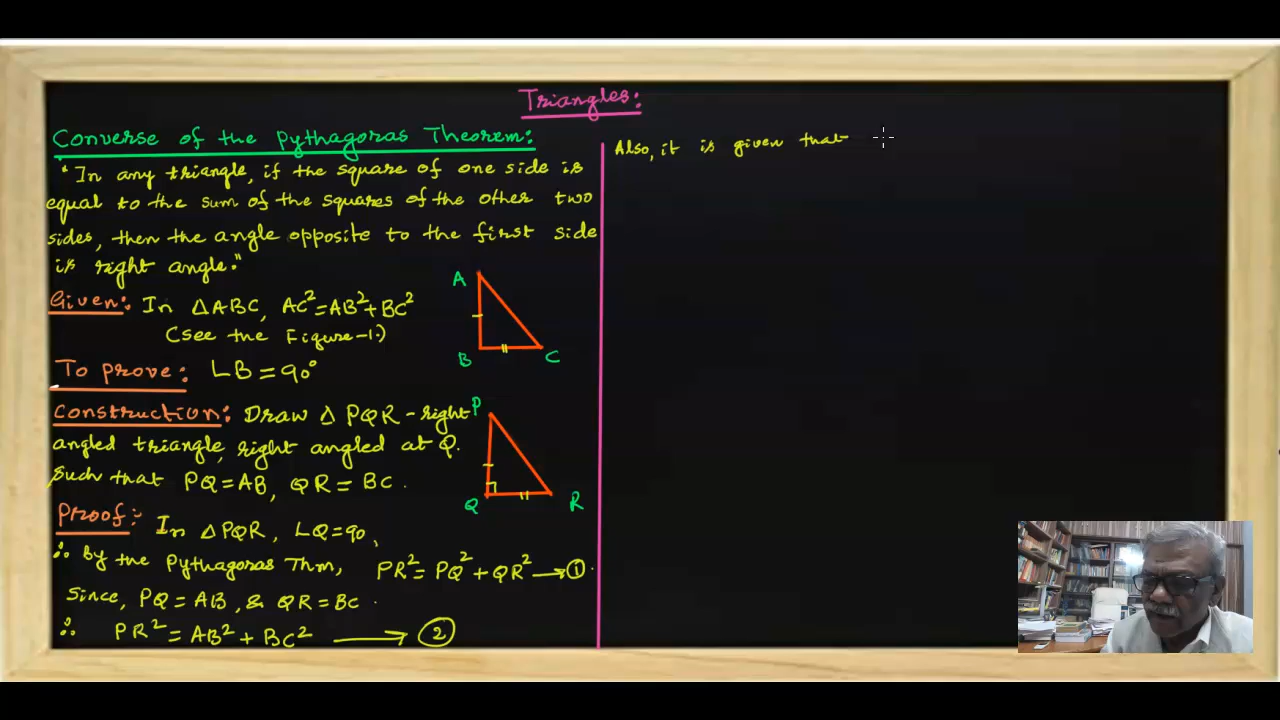 Triangles:
Converse of the Pythagoras Theorem:
"In any triangle, if the square of one side is
equal to the sum of the squares of the other two
sides, then the angle opposite to the first side
is right angle."
Given: In △ABC, AC²=AB²+BC²
(See the Figure-1.)
To prove: ∠B=90°
Construction: Draw △ PQR - right
angled triangle, right angled at Q.
Such that PQ=AB, QR=BC.
Proof: In △PQR, ∠Q=90,
∴ By the Pythagoras Thm, PR²=PQ²+QR² → ①.
Since, PQ=AB, & QR=BC.
∴ PR²=AB²+BC² → ②
A
B
C
P
Q
R
Also, it is given that